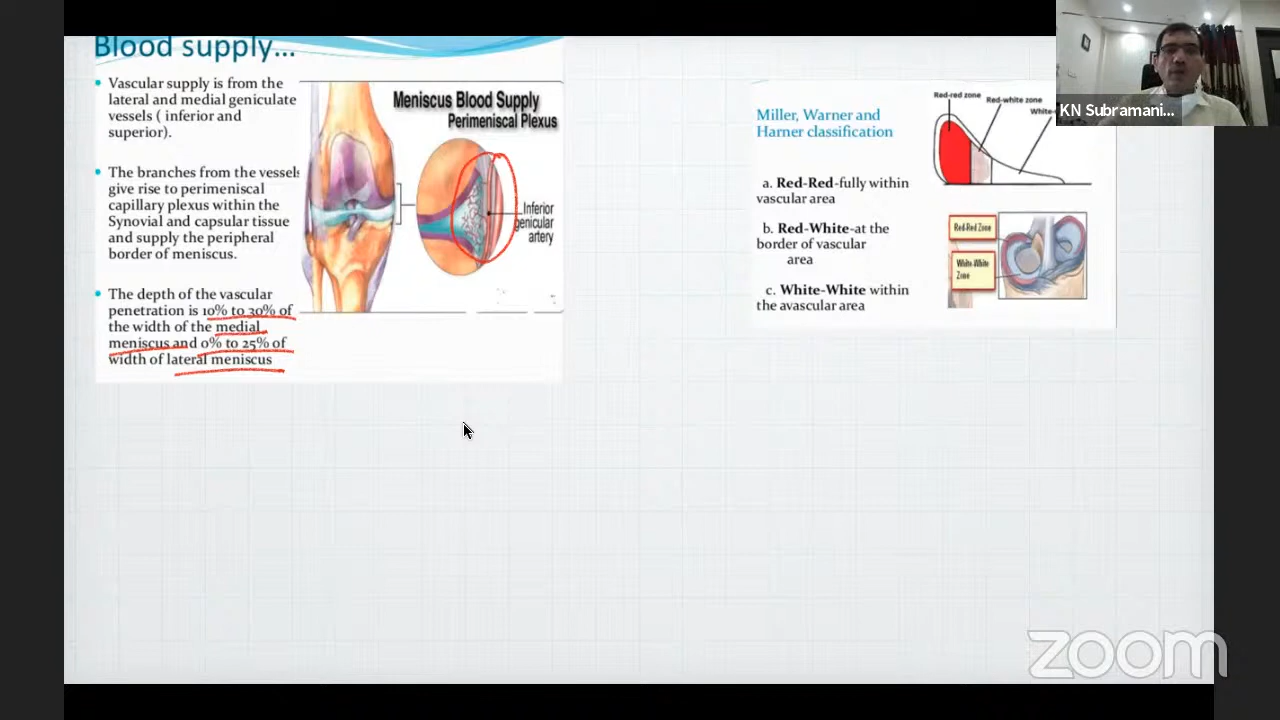 Blood supply...
• Vascular supply is from the
lateral and medial geniculate
vessels ( inferior and
superior).
• The branches from the vessels
give rise to perimeniscal
capillary plexus within the
Synovial and capsular tissue
and supply the peripheral
border of meniscus.
• The depth of the vascular
penetration is 10% to 30% of
the width of the medial
meniscus and 0% to 25% of
width of lateral meniscus
Meniscus Blood Supply
Perimeniscal Plexus
Inferior
genicular
artery
Miller, Warner and
Harner classification
a. Red-Red-fully within
vascular area
b. Red-White-at the
border of vascular
area
c. White-White within
the avascular area
Red-red zone
Red-white zone
White-
Red-Red Zone
White-White
Zone
KN Subramani...
zoom